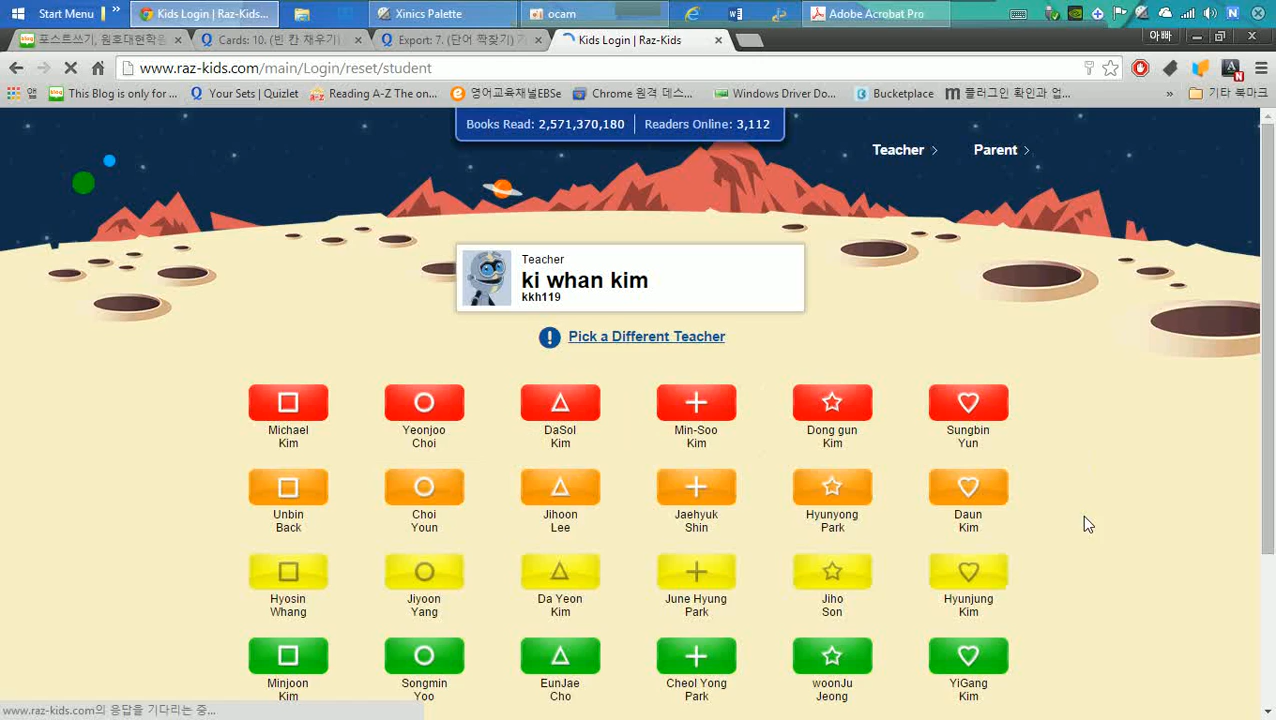 Start Menu »
Kids Login | Raz-Kids...
Xinics Palette
ocam
Adobe Acrobat Pro
포스트쓰기, 원호대현학원
Cards: 10. (빈 칸 채우기)
Export: 7. (단어 짝찾기)
Kids Login | Raz-Kids
아빠
www.raz-kids.com/main/Login/reset/student
앱
This Blog is only for ...
Your Sets | Quizlet
Reading A-Z The on...
영어교육채널EBSe
Chrome 원격 데스...
Windows Driver Do...
Bucketplace
플러그인 확인과 업...
»
기타 북마크
Books Read: 2,571,370,180
Readers Online: 3,112
Teacher >
Parent >
Teacher
ki whan kim
kkh119
Pick a Different Teacher
Michael Yeonjoo DaSol Min-Soo Dong gun Sungbin
Kim Choi Kim Kim Kim Yun
Unbin Choi Jihoon Jaehyuk Hyunyong Daun
Back Youn Lee Shin Park Kim
Hyosin Jiyoon Da Yeon June Hyung Jiho Hyunjung
Whang Yang Kim Park Son Kim
Minjoon Songmin EunJae Cheol Yong woonJu YiGang
Kim Yoo Cho Park Jeong Kim
www.raz-kids.com의 응답을 기다리는 중...